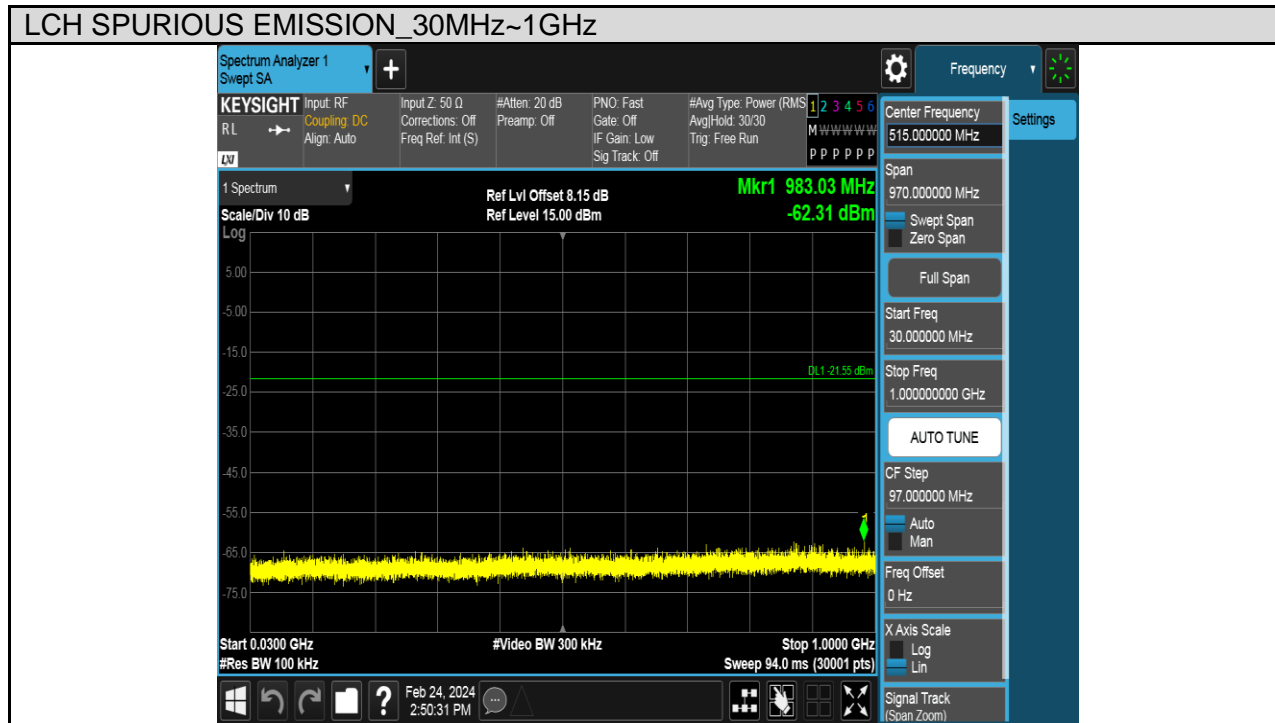 LCH SPURIOUS EMISSION_30MHz~1GHz
Spectrum Analyzer 1
Swept SA
+
Frequency
KEYSIGHT
RL
LXI
Input: RF
Coupling: DC
Align: Auto
Input Z: 50 Ω
Corrections: Off
Freq Ref: Int (S)
#Atten: 20 dB
Preamp: Off
PNO: Fast
Gate: Off
IF Gain: Low
Sig Track: Off
#Avg Type: Power (RMS
Avg|Hold: 30/30
Trig: Free Run
1 2 3 4 5 6
M W W W W W
P P P P P P
Center Frequency
515.000000 MHz
Settings
1 Spectrum
Scale/Div 10 dB
Ref Lvl Offset 8.15 dB
Ref Level 15.00 dBm
Mkr1 983.03 MHz
-62.31 dBm
Log
5.00
-5.00
-15.0
-25.0
-35.0
-45.0
-55.0
-65.0
-75.0
DL1 -21.55 dBm
1
Start 0.0300 GHz
#Res BW 100 kHz
#Video BW 300 kHz
Stop 1.0000 GHz
Sweep 94.0 ms (30001 pts)
Span
970.000000 MHz
Swept Span
Zero Span
Full Span
Start Freq
30.000000 MHz
Stop Freq
1.000000000 GHz
AUTO TUNE
CF Step
97.000000 MHz
Auto
Man
Freq Offset
0 Hz
X Axis Scale
Log
Lin
Signal Track
(Span Zoom)
?
Feb 24, 2024
2:50:31 PM